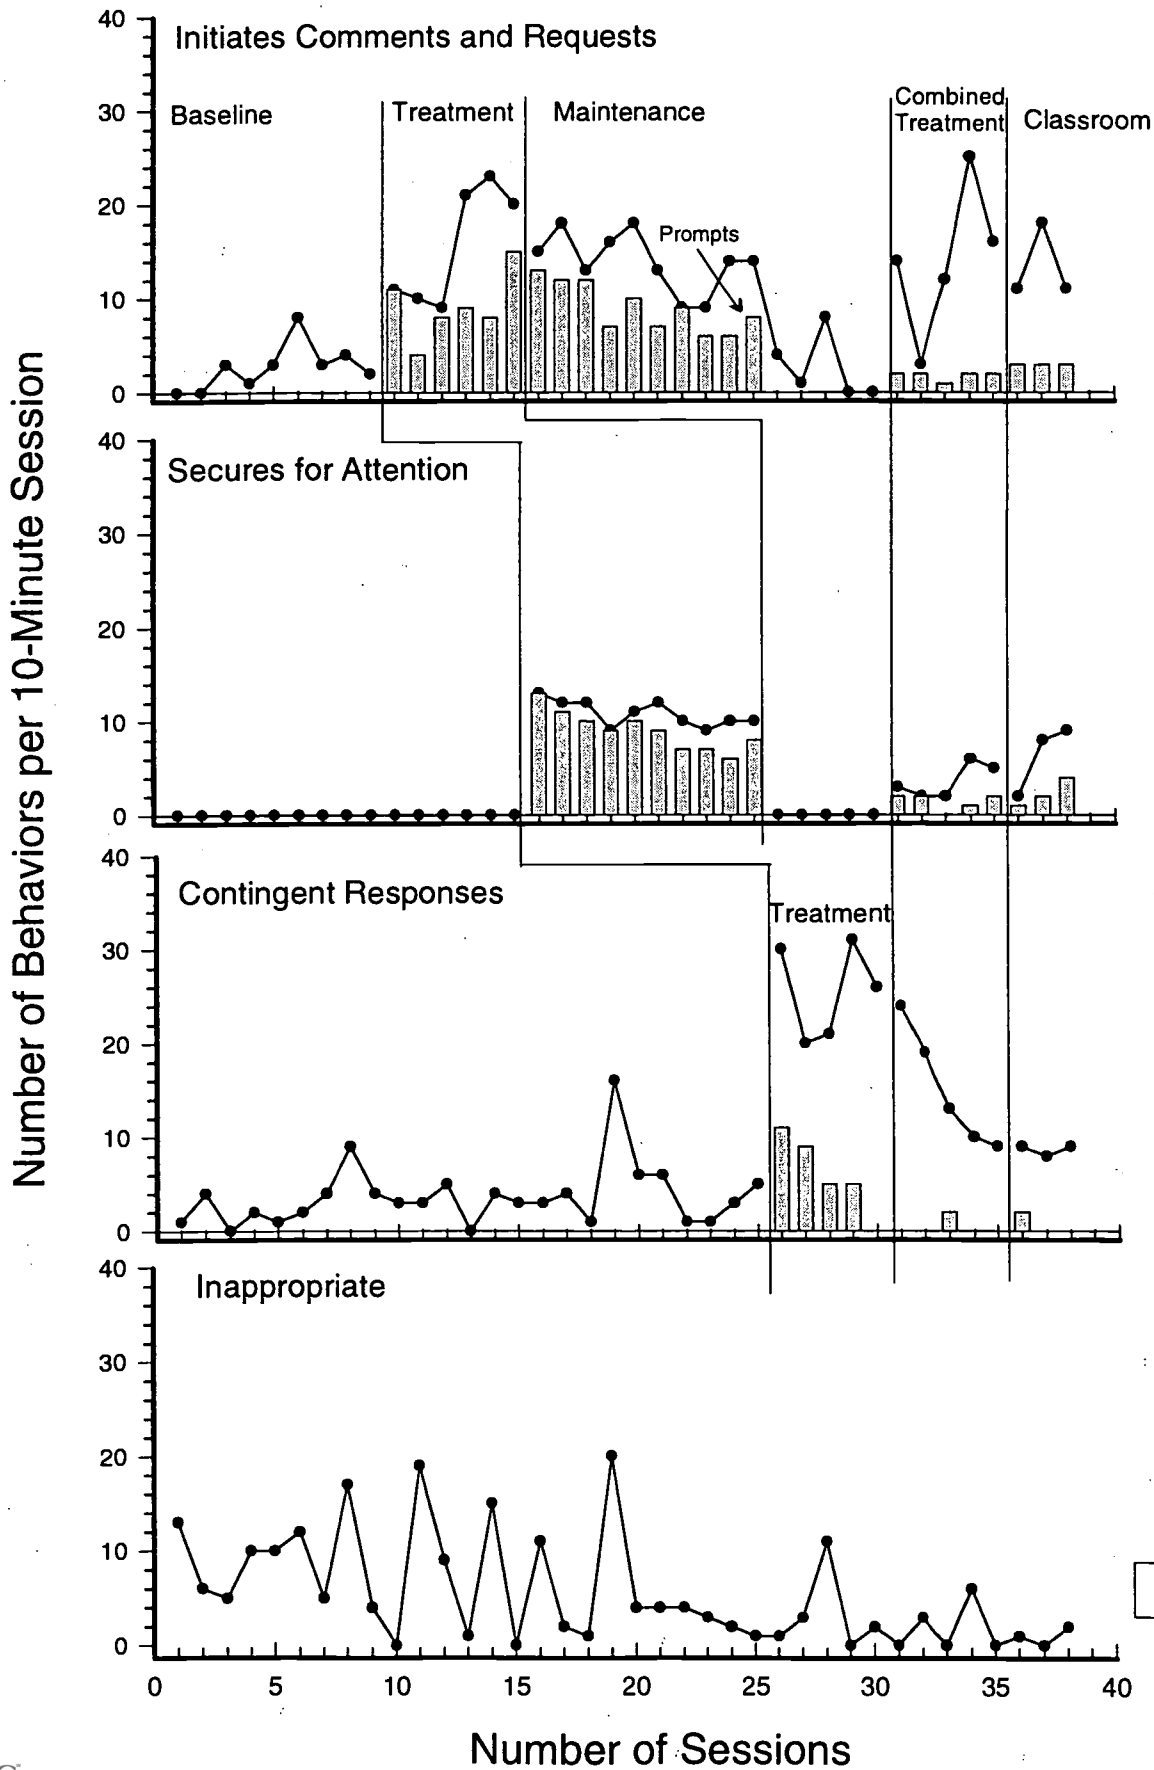 Number of Behaviors per 10-Minute Session
40
Initiates Comments and Requests
30
Baseline
Treatment
Maintenance
Combined
Treatment
Classroom
20
Prompts
10
0
40
Secures for Attention
30
20
10
0
40
Contingent Responses
Treatment
30
20
10
0
40
Inappropriate
30
20
10
0
0 5 10 15 20 25 30 35 40
Number of Sessions